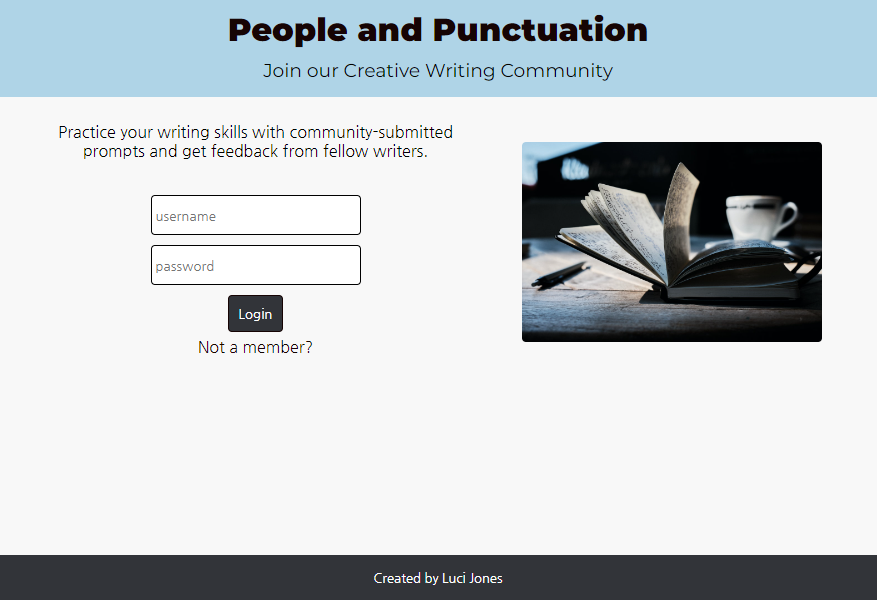 People and Punctuation
Join our Creative Writing Community
Practice your writing skills with community-submitted
prompts and get feedback from fellow writers.
username
password
Login
Not a member?
Created by Luci Jones